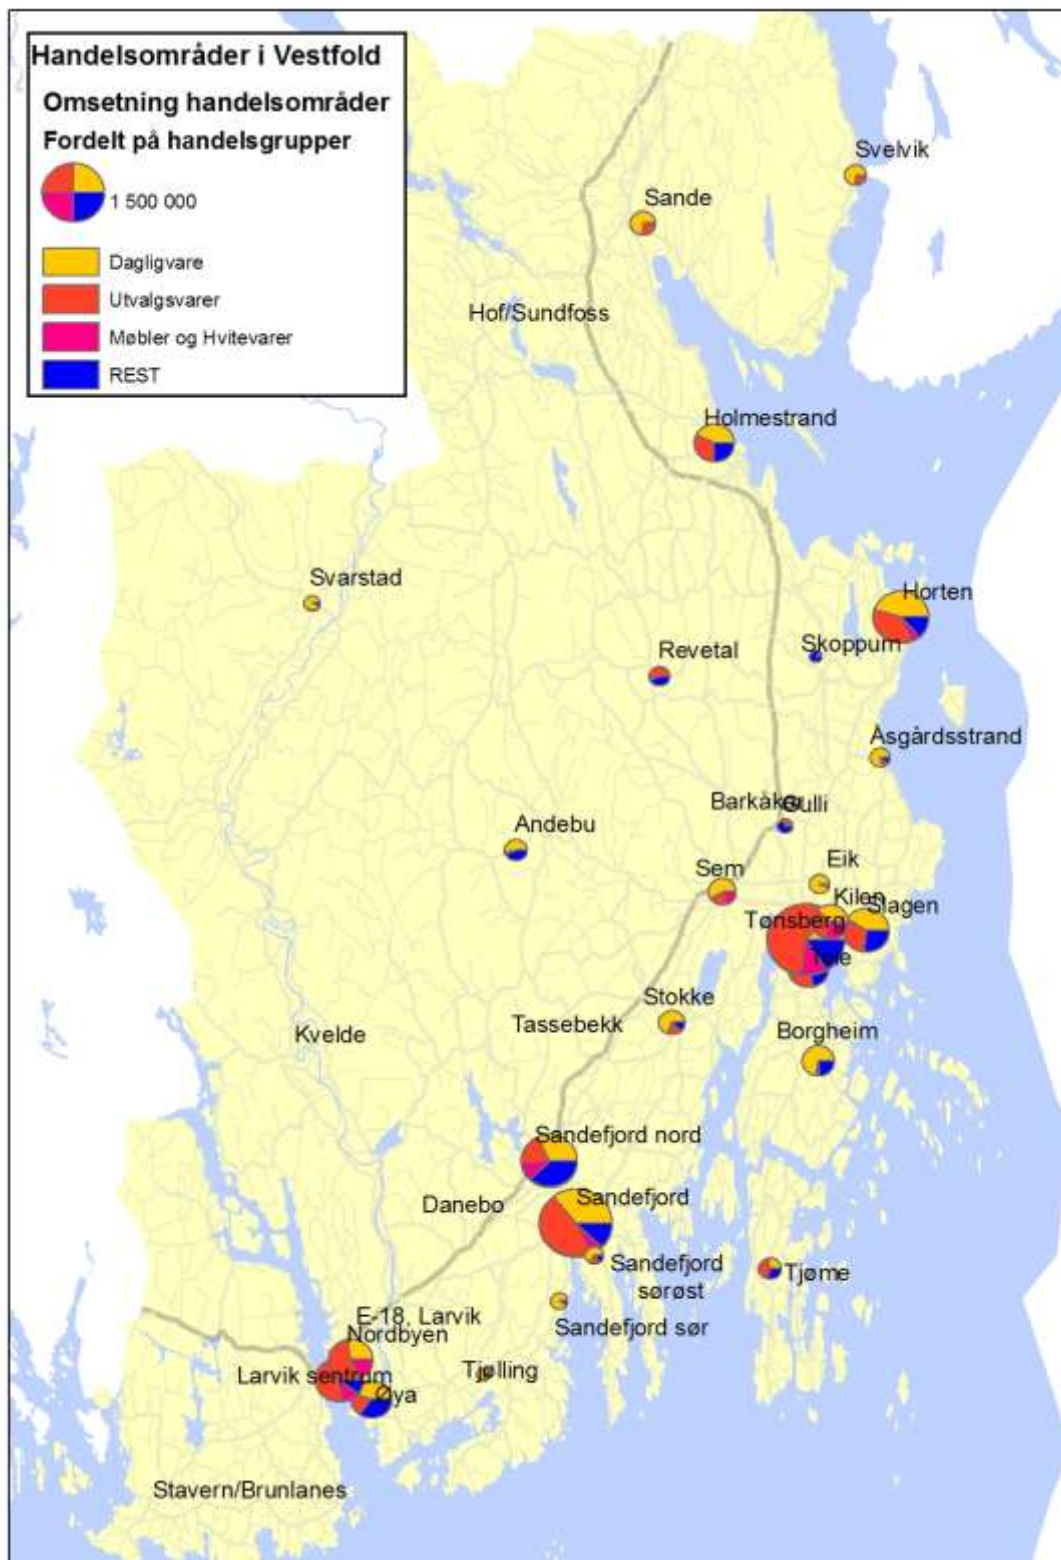 Handelsområder i Vestfold
Omsetning handelsområder
Fordelt på handelsgrupper
1 500 000
Dagligvare
Utvalgsvarer
Møbler og Hvitevarer
REST
Svelvik
Sande
Hof/Sundfoss
Holmestrand
Svarstad
Horten
Skoppum
Revetal
Åsgårdsstrand
Barkåker
Gulli
Andebu
Eik
Sem
Kilen
Slagen
Tønsberg
Teie
Stokke
Tassebekk
Kvelde
Borgheim
Sandefjord nord
Sandefjord
Danebo
Sandefjord
sørøst
Tjøme
Sandefjord sør
E-18, Larvik
Nordbyen
Larvik sentrum
Tjølling
Øya
Stavern/Brunlanes